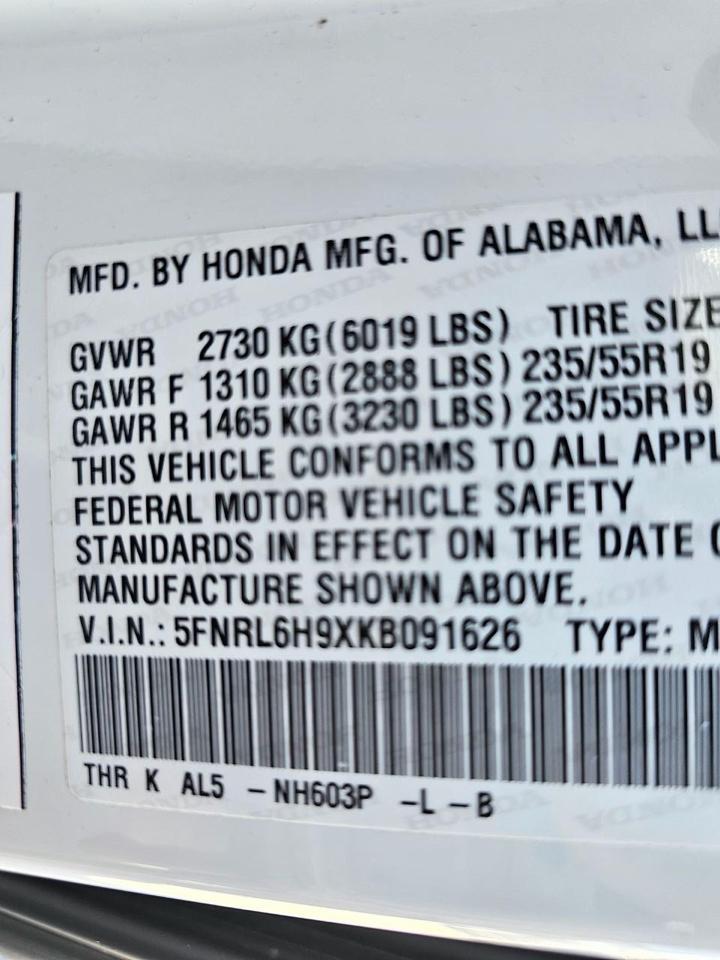 MFD. BY HONDA MFG. OF ALABAMA, LL
GVWR 2730 KG(6019 LBS) TIRE SIZE
GAWR F 1310 KG(2888 LBS) 235/55R19
GAWR R 1465 KG(3230 LBS) 235/55R19
THIS VEHICLE CONFORMS TO ALL APPL
FEDERAL MOTOR VEHICLE SAFETY
STANDARDS IN EFFECT ON THE DATE
MANUFACTURE SHOWN ABOVE.
V.I.N.: 5FNRL6H9XKB091626 TYPE: M
THR K AL5 -NH603P -L -B